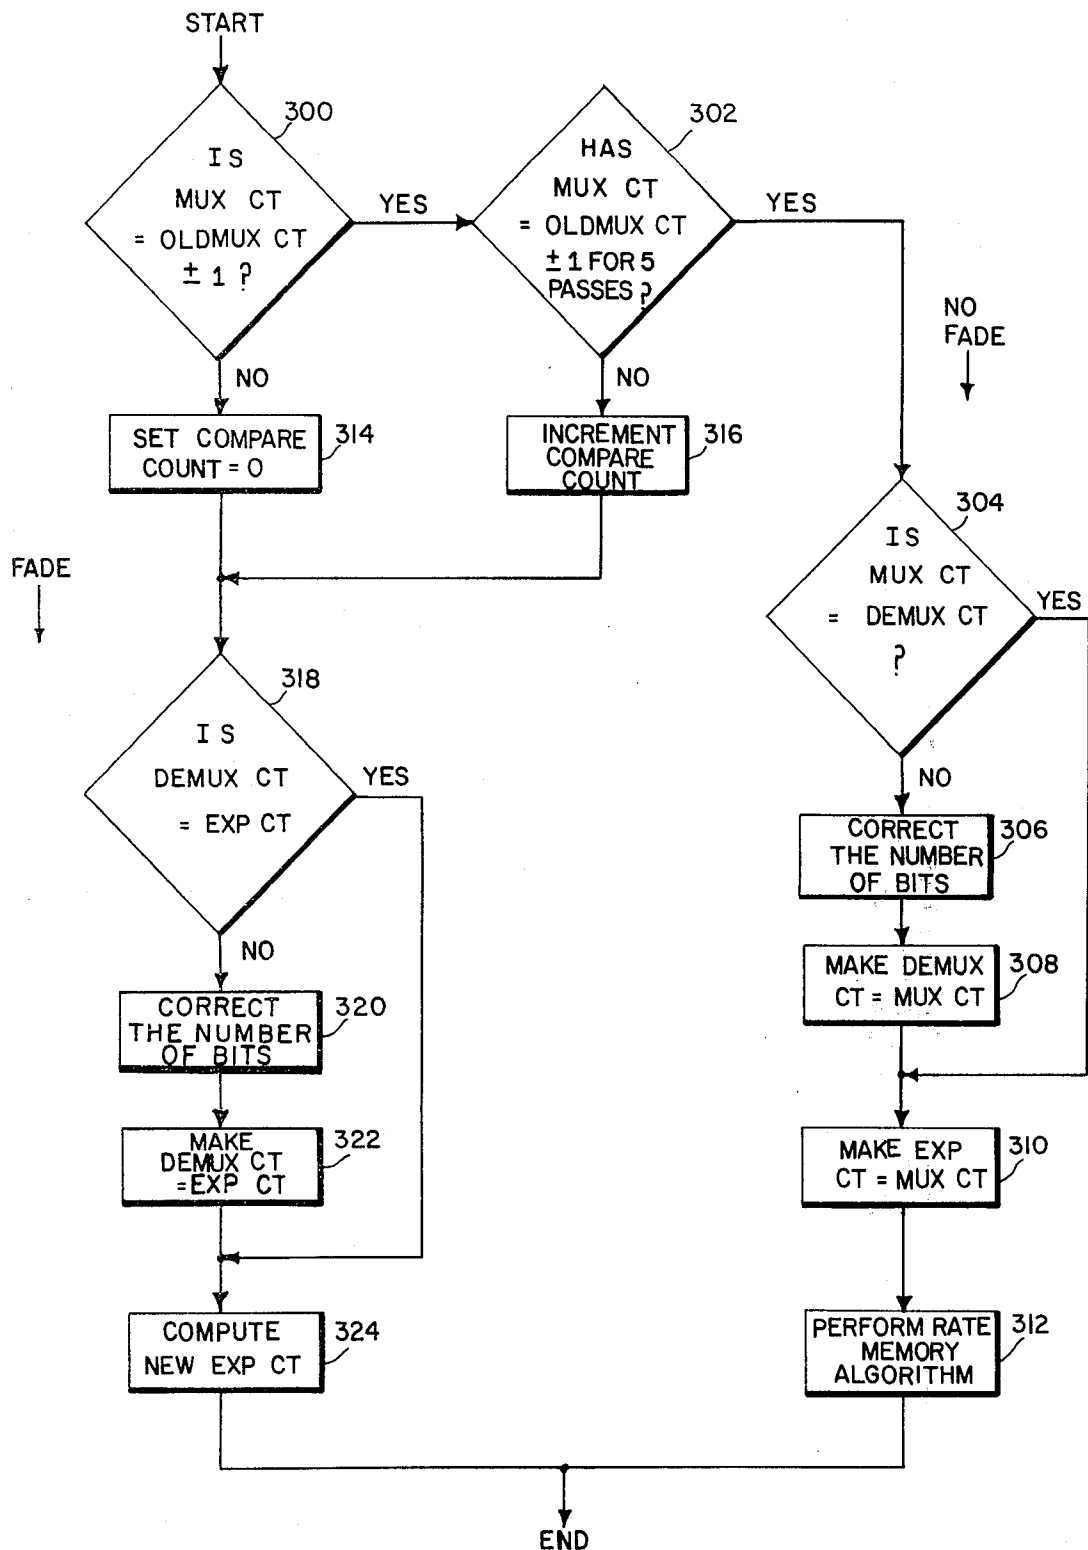 START
300
IS
MUX CT
= OLDMUX CT
± 1 ?
YES
NO
302
HAS
MUX CT
= OLDMUX CT
± 1 FOR 5
PASSES ?
YES
NO
NO
FADE
314
SET COMPARE
COUNT = 0
316
INCREMENT
COMPARE
COUNT
FADE
304
IS
MUX CT
= DEMUX CT
?
YES
NO
318
IS
DEMUX CT
= EXP CT
YES
NO
306
CORRECT
THE NUMBER
OF BITS
308
MAKE DEMUX
CT = MUX CT
320
CORRECT
THE NUMBER
OF BITS
322
MAKE
DEMUX CT
=EXP CT
310
MAKE EXP
CT = MUX CT
324
COMPUTE
NEW EXP CT
312
PERFORM RATE
MEMORY
ALGORITHM
END